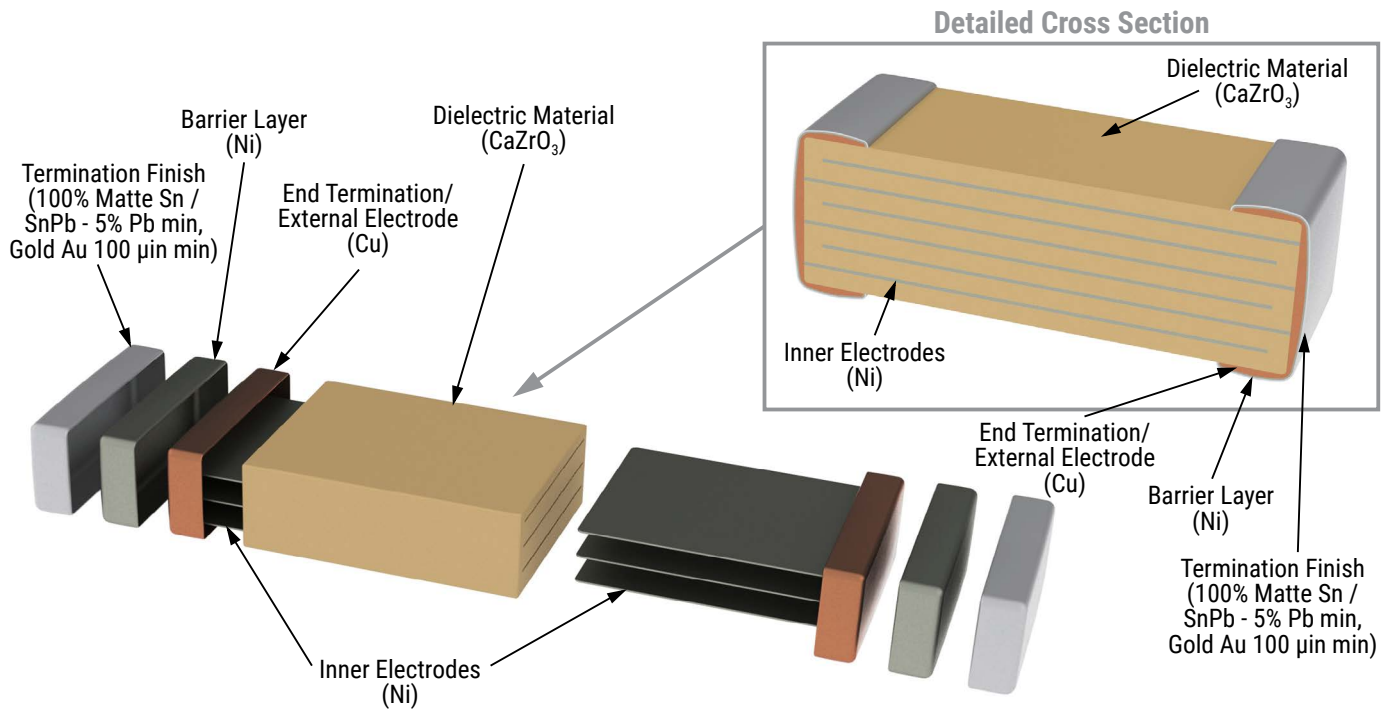 Detailed Cross Section
Dielectric Material
(CaZrO₃)
Inner Electrodes
(Ni)
End Termination/
External Electrode
(Cu)
Barrier Layer
(Ni)
Termination Finish
(100% Matte Sn /
SnPb - 5% Pb min,
Gold Au 100 µin min)
Termination Finish
(100% Matte Sn /
SnPb - 5% Pb min,
Gold Au 100 µin min)
Barrier Layer
(Ni)
End Termination/
External Electrode
(Cu)
Dielectric Material
(CaZrO₃)
Inner Electrodes
(Ni)